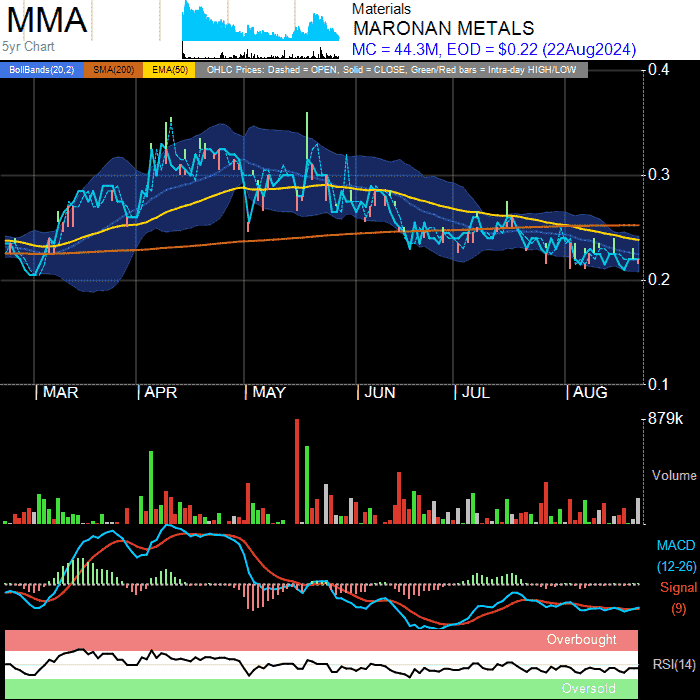 MMA
5yr Chart
Materials
MARONAN METALS
MC = 44.3M, EOD = $0.22 (22Aug2024)
BollBands(20,2) SMA(200) EMA(50) OHLC Prices: Dashed = OPEN, Solid = CLOSE, Green/Red bars = Intra-day HIGH/LOW
0.4
0.3
0.2
0.1
MAR APR MAY JUN JUL AUG
879k
Volume
MACD
(12-26)
Signal
(9)
Overbought
RSI(14)
Oversold